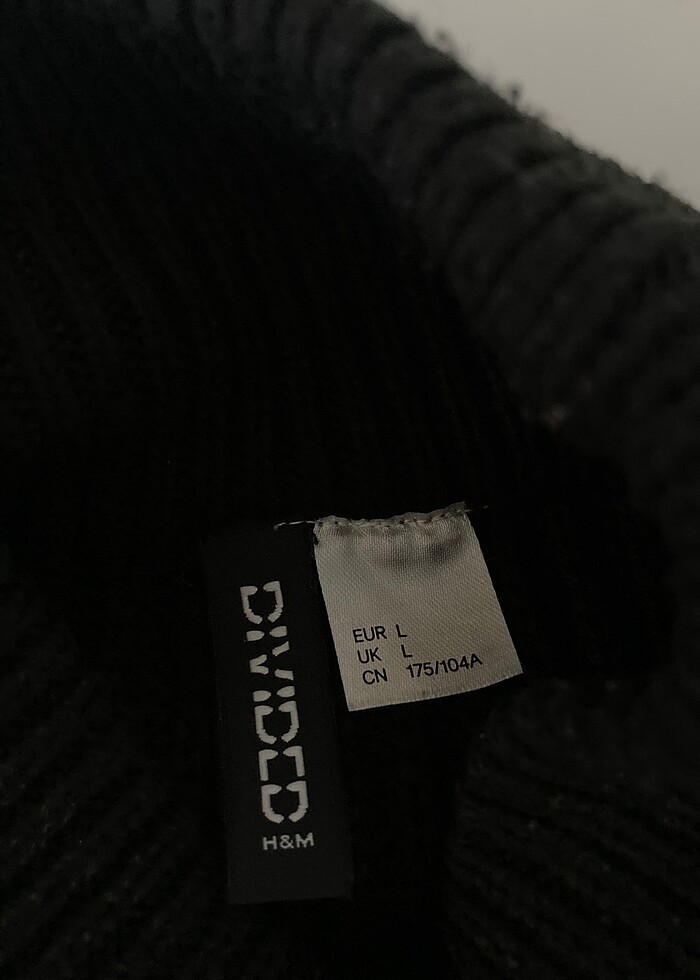 DIVIDED
H&M
EUR L
UK L
CN 175/104A